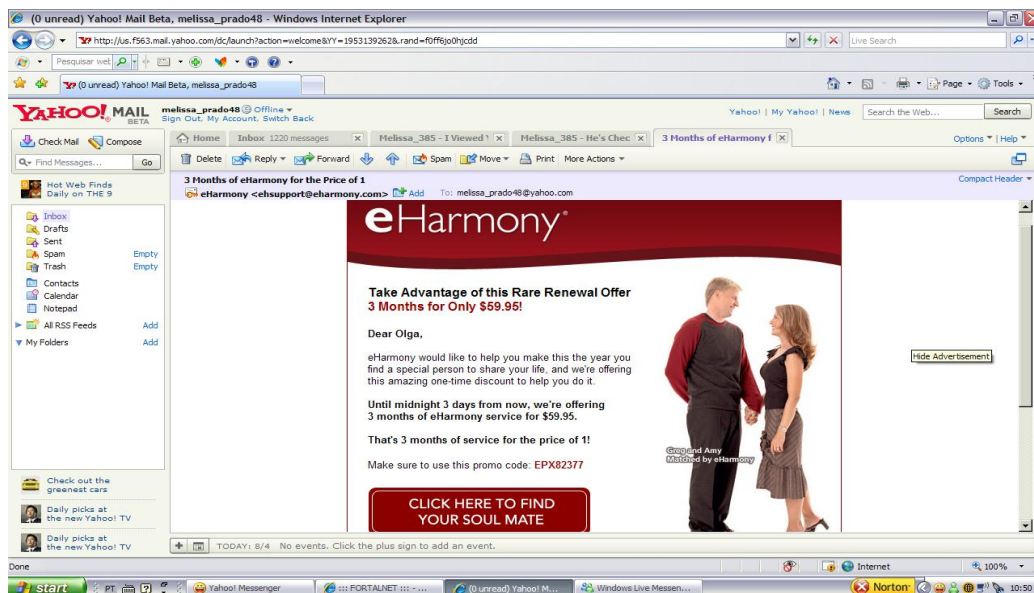 (0 unread) Yahoo! Mail Beta, melissa_prado48 - Windows Internet Explorer
http://us.f563.mail.yahoo.com/dc/launch?action=welcome&YY=1953139262&.rand=f0ff6jo0hjcdd
Live Search
Pesquisar wet
(0 unread) Yahoo! Mail Beta, melissa_prado48
Page
Tools
YAHOO! MAIL
BETA
melissa_prado48 Offline
Sign Out, My Account, Switch Back
Yahoo! | My Yahoo! | News
Search the Web...
Search
Check Mail
Compose
Home
Inbox 1220 messages
Melissa_385 - I Viewed
Melissa_385 - He's Chec
3 Months of eHarmony f
Options | Help
Find Messages...
Go
Delete
Reply
Forward
Spam
Move
Print
More Actions
Hot Web Finds
Daily on THE 9
3 Months of eHarmony for the Price of 1
Compact Header
eHarmony <ehsupport@eharmony.com> Add To: melissa_prado48@yahoo.com
Inbox
Drafts
Sent
Spam Empty
Trash Empty
Contacts
Calendar
Notepad
All RSS Feeds Add
My Folders Add
eHarmony
Take Advantage of this Rare Renewal Offer
3 Months for Only $59.95!
Dear Olga,
eHarmony would like to help you make this the year you
find a special person to share your life, and we're offering
this amazing one-time discount to help you do it.
Until midnight 3 days from now, we're offering
3 months of eHarmony service for $59.95.
That's 3 months of service for the price of 1!
Make sure to use this promo code: EPX82377
CLICK HERE TO FIND
YOUR SOUL MATE
Greg and Amy
Matched by eHarmony
Hide Advertisement
Check out the
greenest cars
Daily picks at
the new Yahoo! TV
Daily picks at
the new Yahoo! TV
TODAY: 8/4 No events. Click the plus sign to add an event.
Done
Internet
100%
start
PT
Yahoo! Messenger
::: FORTALNET ::: - ...
(0 unread) Yahoo! M...
Windows Live Messen...
Norton
10:50